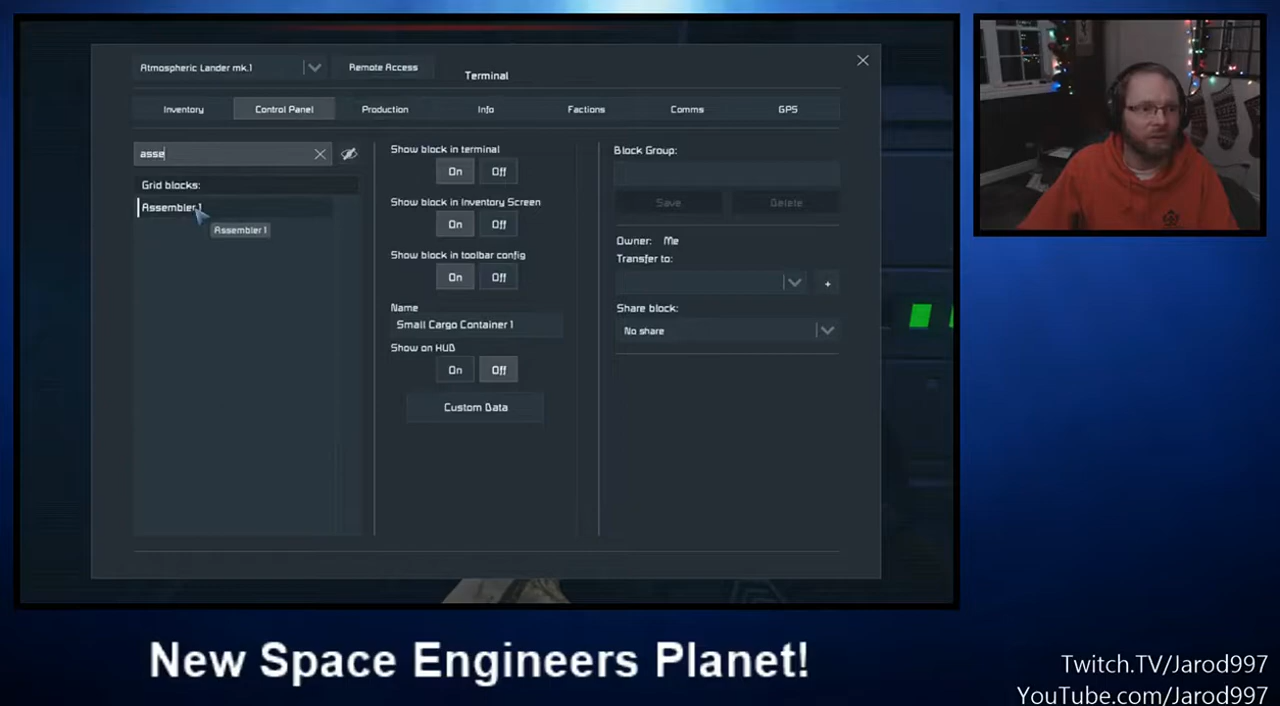 Atmospheric Lander mk.1
Remote Access
Terminal
Inventory
Control Panel
Production
Info
Factions
Comms
GPS
asse
Grid blocks:
Assembler 1
Assembler 1
Show block in terminal
On Off
Show block in Inventory Screen
On Off
Show block in toolbar config
On Off
Name
Small Cargo Container 1
Show on HUD
On Off
Custom Data
Block Group:
Save Delete
Owner: Me
Transfer to:
+
Share block:
No share
New Space Engineers Planet!
Twitch.TV/Jarod997
YouTube.com/Jarod997